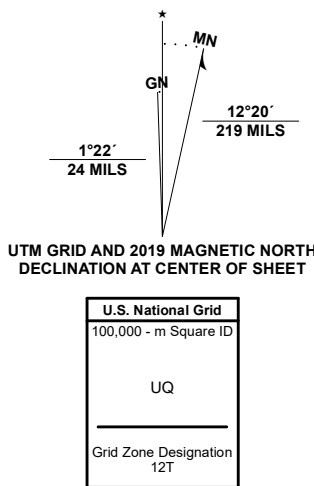 ★
MN
GN
12°20´
219 MILS
1°22´
24 MILS
UTM GRID AND 2019 MAGNETIC NORTH
DECLINATION AT CENTER OF SHEET
U.S. National Grid
100,000 - m Square ID
UQ
Grid Zone Designation
12T